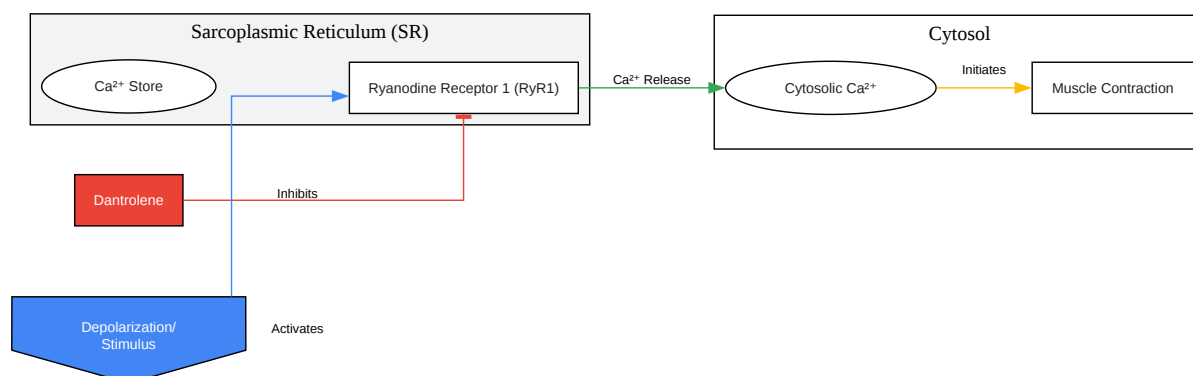 Sarcoplasmic Reticulum (SR)
Ca²⁺ Store
Ryanodine Receptor 1 (RyR1)
Ca²⁺ Release
Cytosol
Cytosolic Ca²⁺
Initiates
Muscle Contraction
Dantrolene
Inhibits
Depolarization/
Stimulus
Activates